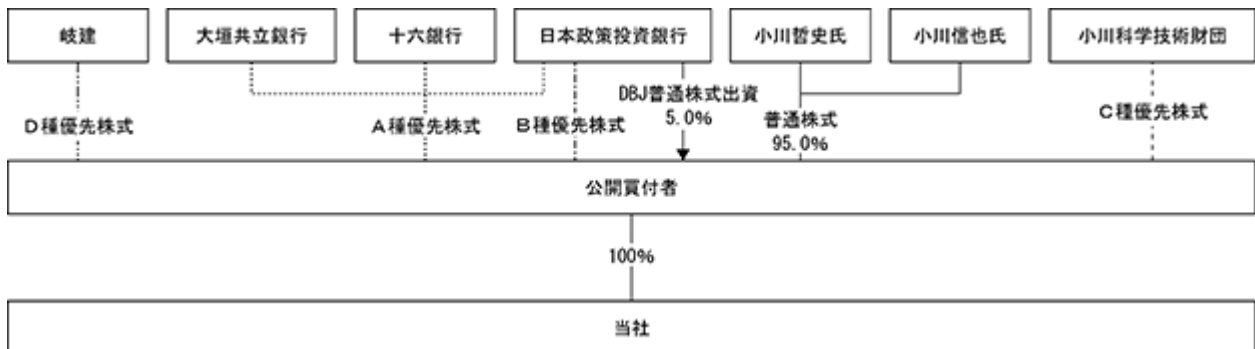 岐建
大垣共立銀行
十六銀行
日本政策投資銀行
小川哲史氏
小川信也氏
小川科学技術財団
D種優先株式
A種優先株式
B種優先株式
DBJ普通株式出資
5.0%
普通株式
95.0%
C種優先株式
公開買付者
100%
当社